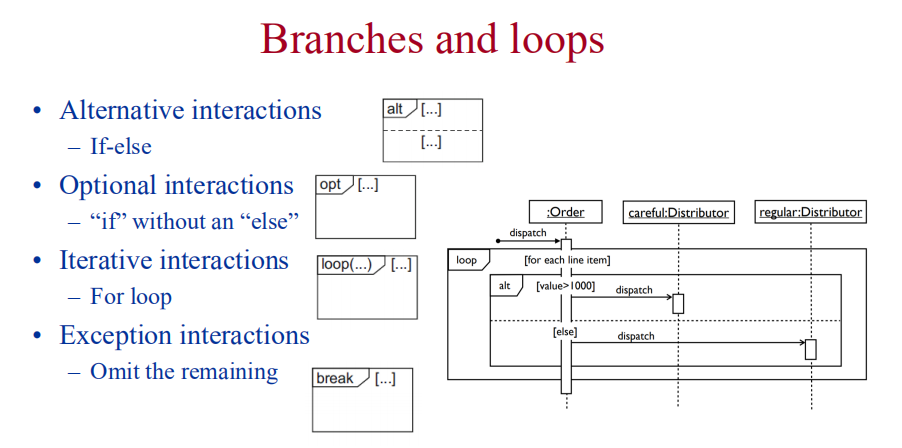 Branches and loops
• Alternative interactions
– If-else
alt [...]
[...]
• Optional interactions
– “if” without an “else”
opt [...]
• Iterative interactions
– For loop
loop(...) [...]
• Exception interactions
– Omit the remaining
break [...]
:Order careful:Distributor regular:Distributor
dispatch
loop [for each line item]
alt [value>1000] dispatch
[else] dispatch